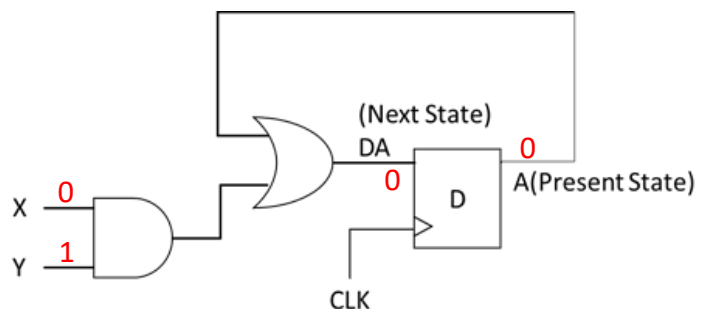 (Next State)
DA
0
0
D
A(Present State)
X
0
Y
1
CLK